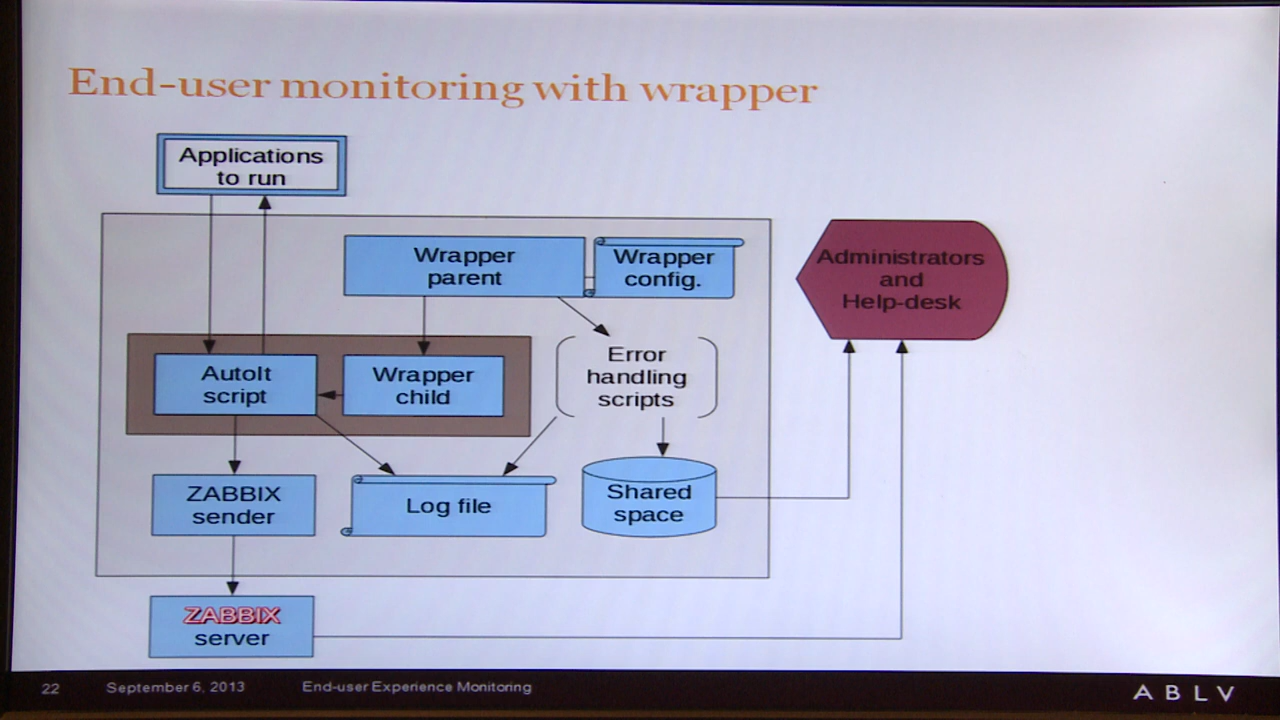 End-user monitoring with wrapper
Applications
to run
Wrapper
parent
Wrapper
config.
Administrators
and
Help-desk
AutoIt
script
Wrapper
child
Error
handling
scripts
ZABBIX
sender
Log file
Shared
space
ZABBIX
server
22
September 6, 2013
End-user Experience Monitoring
ABLV